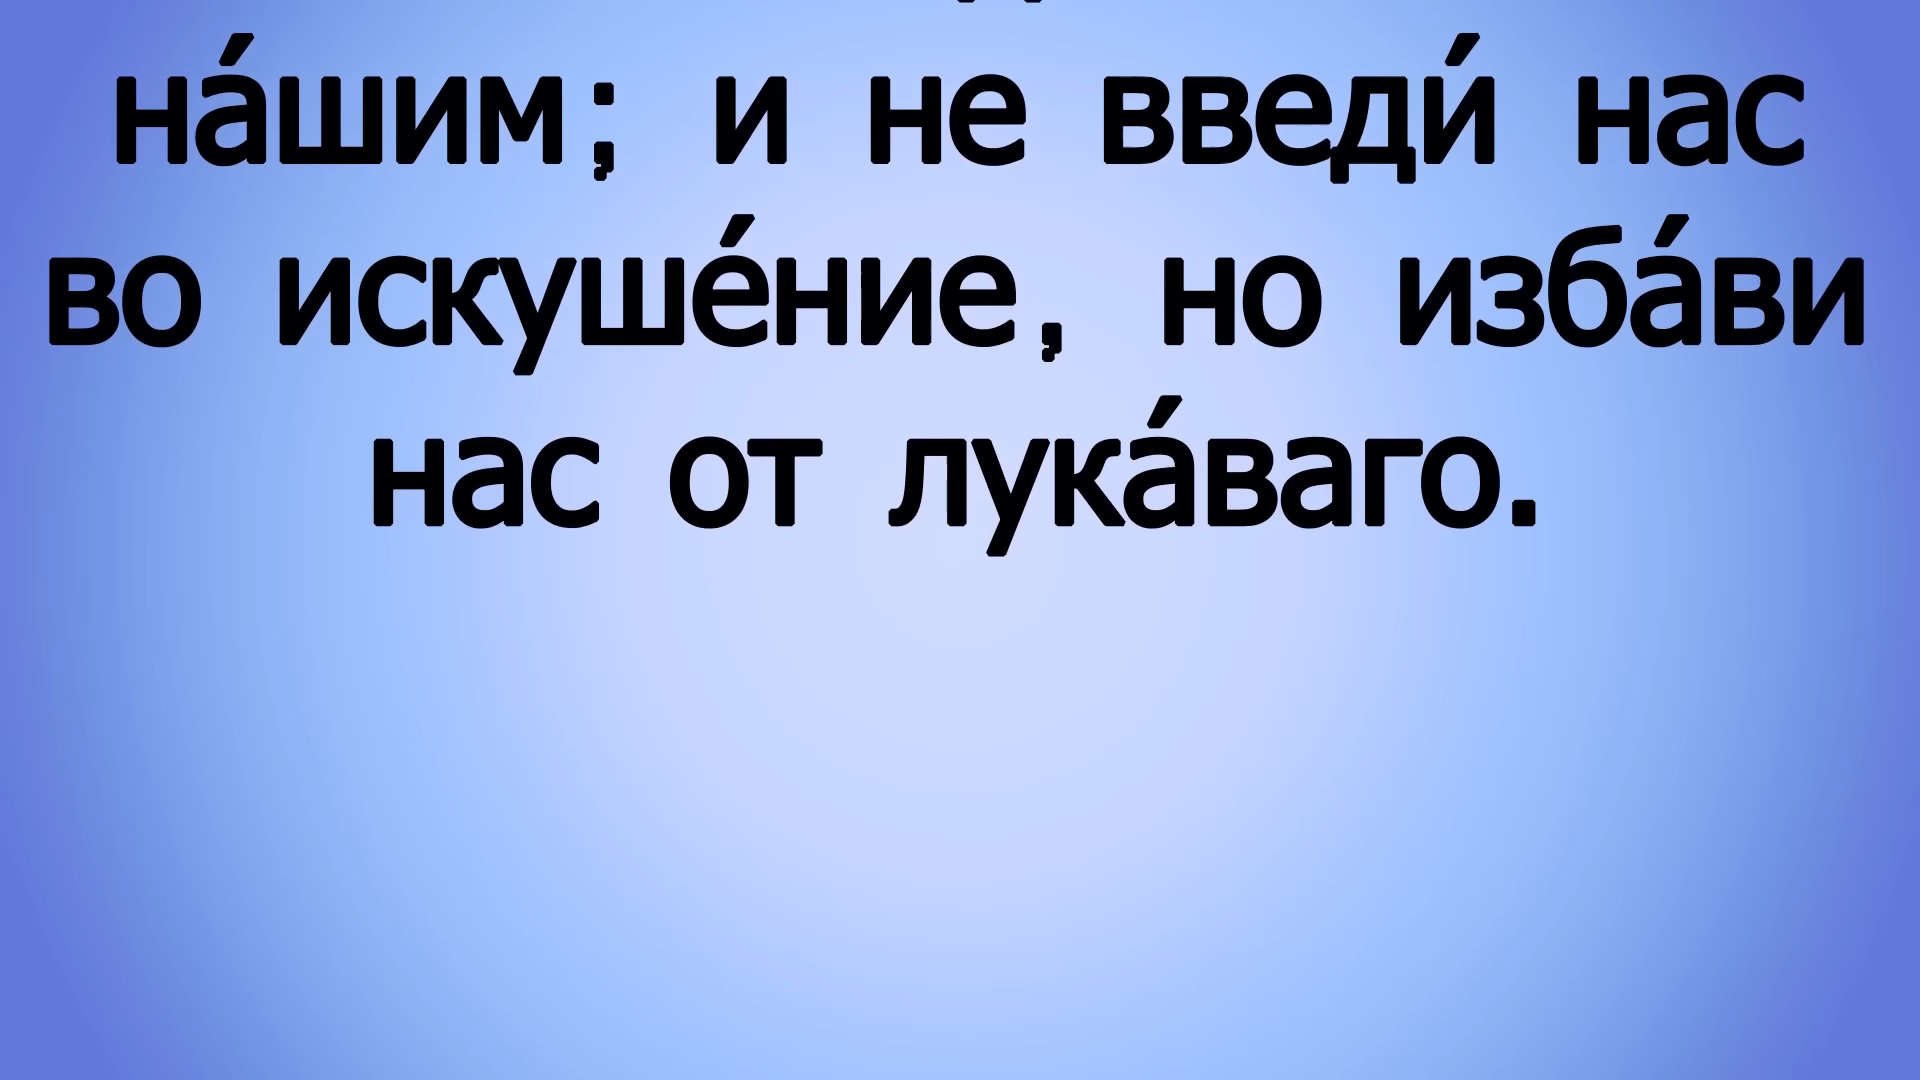 на́шим; и не введи́ нас
во искуше́ние, но изба́ви
нас от лука́ваго.